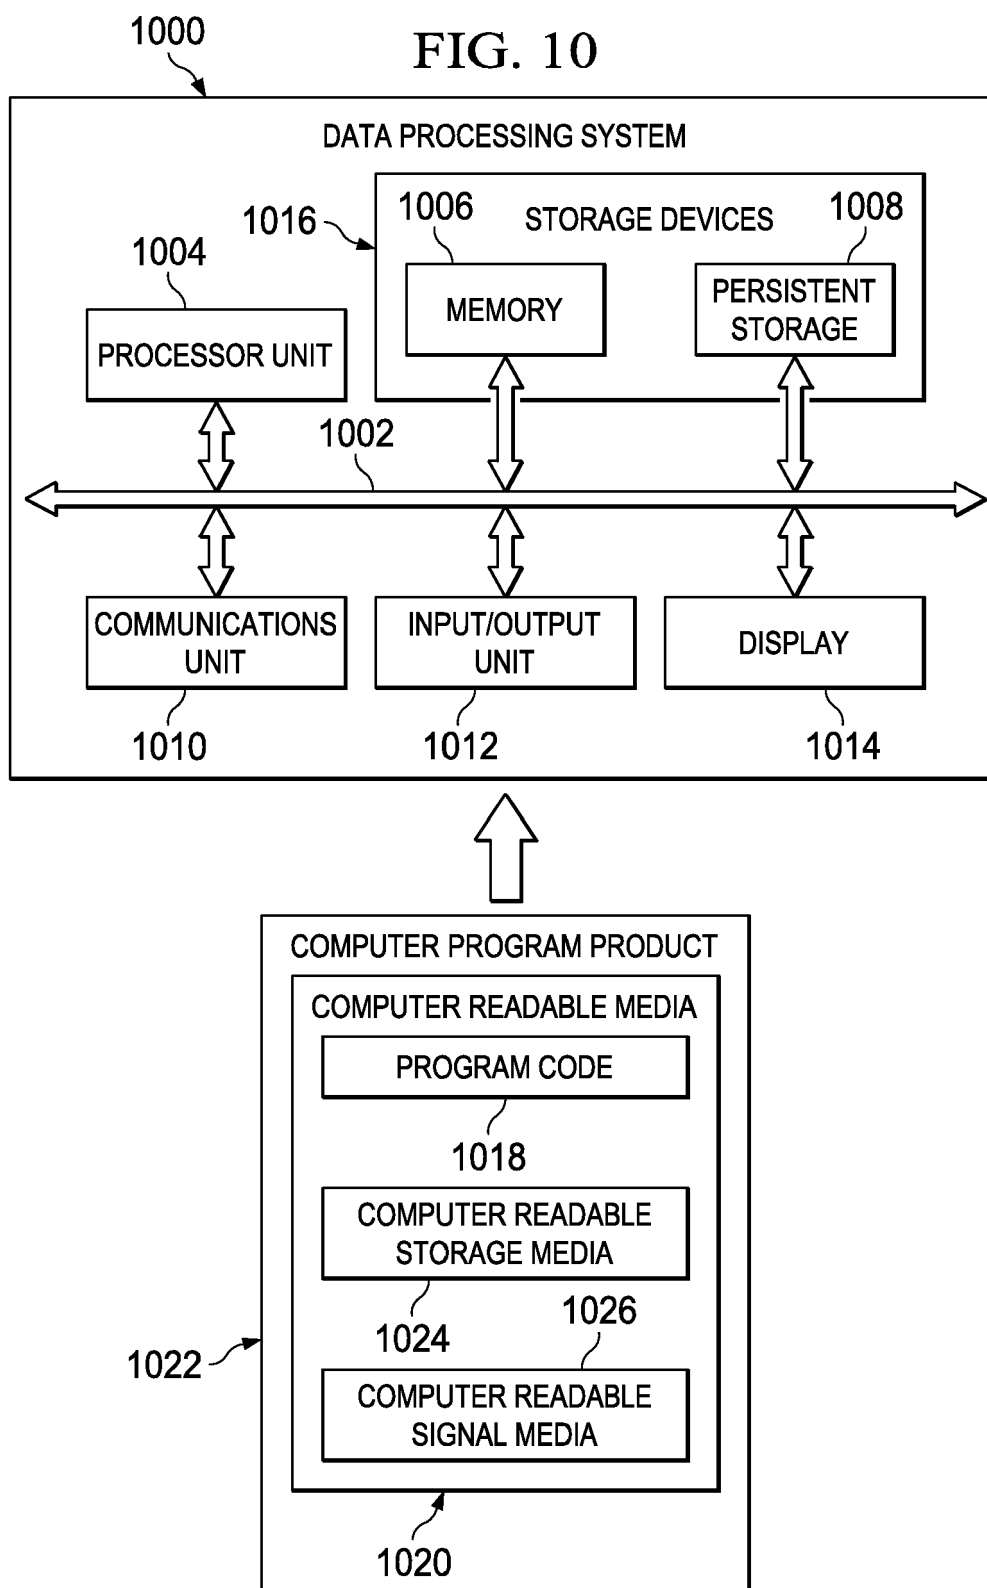 1000
FIG. 10
DATA PROCESSING SYSTEM
1016
1006
STORAGE DEVICES
1008
1004
MEMORY
PERSISTENT
STORAGE
PROCESSOR UNIT
1002
COMMUNICATIONS
UNIT
INPUT/OUTPUT
UNIT
DISPLAY
1010
1012
1014
COMPUTER PROGRAM PRODUCT
COMPUTER READABLE MEDIA
PROGRAM CODE
1018
COMPUTER READABLE
STORAGE MEDIA
1024
1026
1022
COMPUTER READABLE
SIGNAL MEDIA
1020